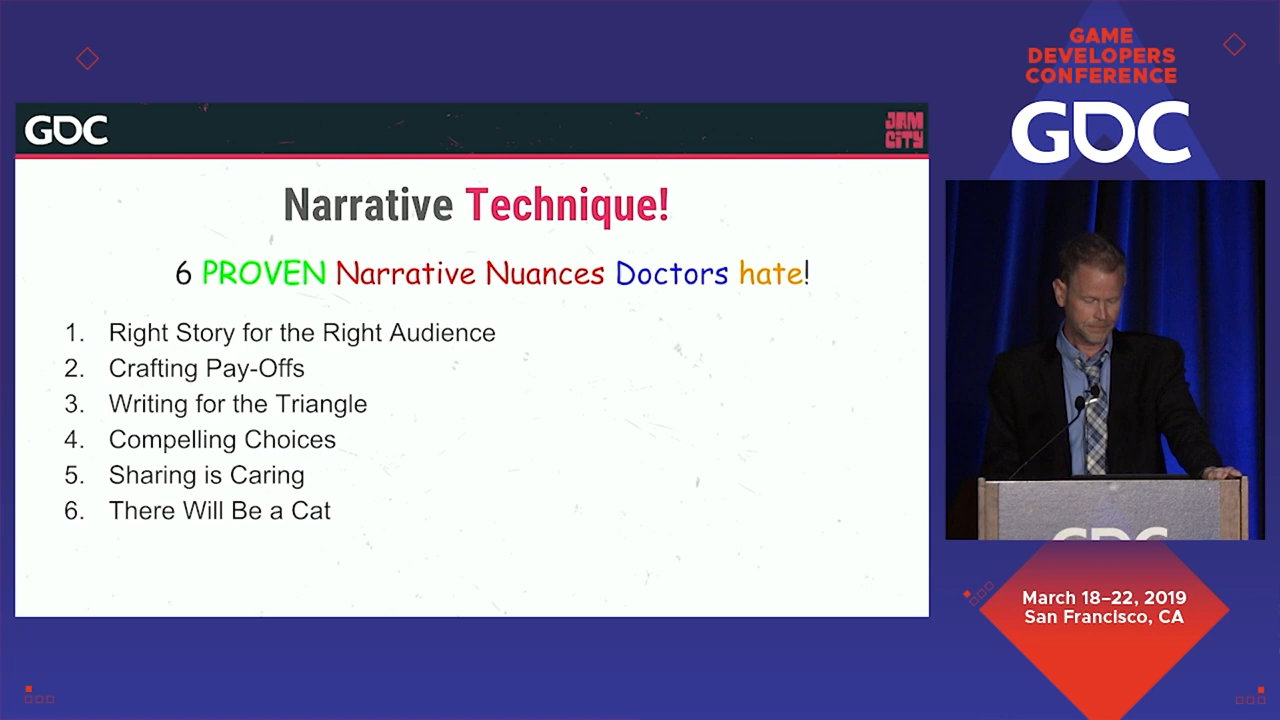 GAME
DEVELOPERS
CONFERENCE
GDC
GDC
JAM
CITY
Narrative Technique!
6 PROVEN Narrative Nuances Doctors hate!
1. Right Story for the Right Audience
2. Crafting Pay-Offs
3. Writing for the Triangle
4. Compelling Choices
5. Sharing is Caring
6. There Will Be a Cat
GDC
March 18–22, 2019
San Francisco, CA